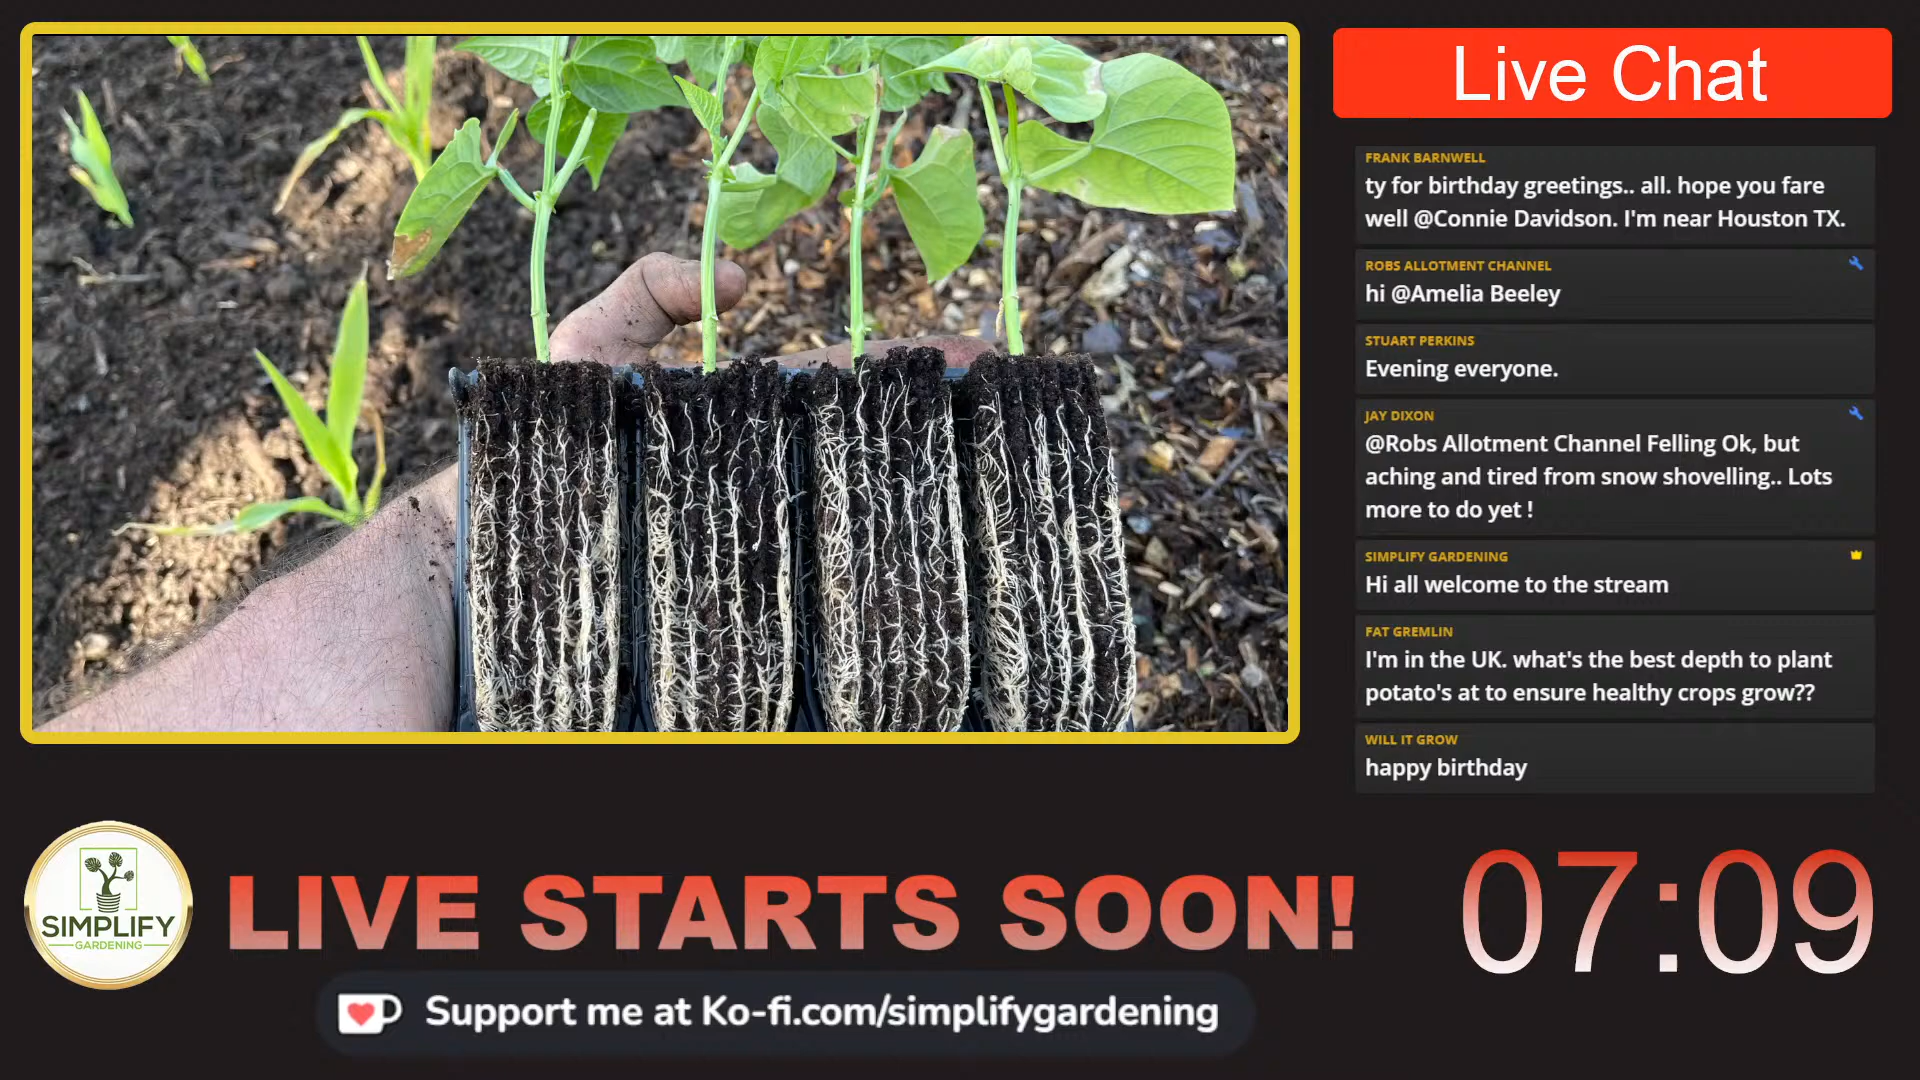 Live Chat
FRANK BARNWELL
ty for birthday greetings.. all. hope you fare
well @Connie Davidson. I'm near Houston TX.
ROBS ALLOTMENT CHANNEL
hi @Amelia Beeley
STUART PERKINS
Evening everyone.
JAY DIXON
@Robs Allotment Channel Felling Ok, but
aching and tired from snow shovelling.. Lots
more to do yet !
SIMPLIFY GARDENING
Hi all welcome to the stream
FAT GREMLIN
I'm in the UK. what's the best depth to plant
potato's at to ensure healthy crops grow??
WILL IT GROW
happy birthday
SIMPLIFY
GARDENING
LIVE STARTS SOON!
07:09
Support me at Ko-fi.com/simplifygardening